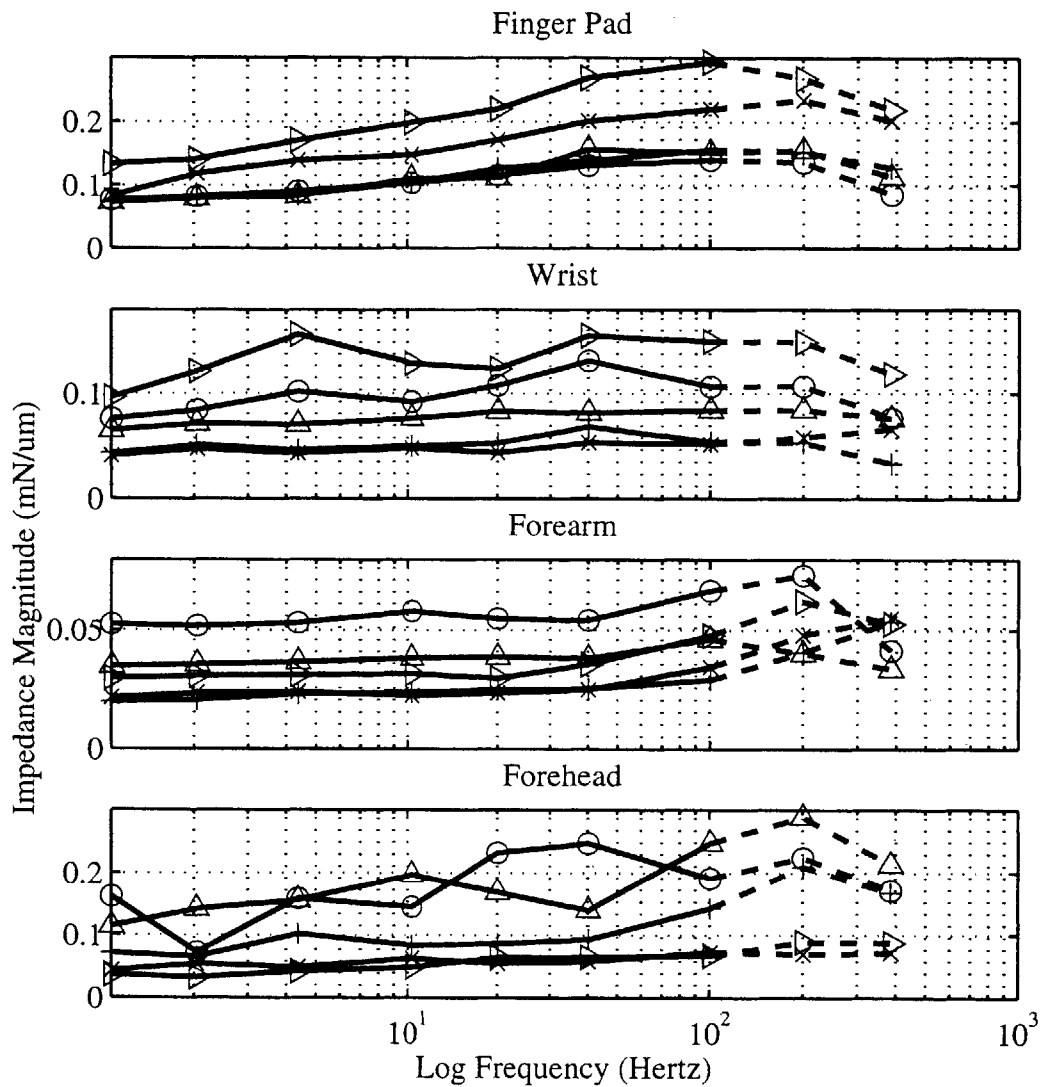 Finger Pad
0.2
0.1
0
Wrist
0.1
0
Forearm
0.05
0
Forehead
0.2
0.1
0
10^1
10^2
10^3
Log Frequency (Hertz)
Impedance Magnitude (mN/um)